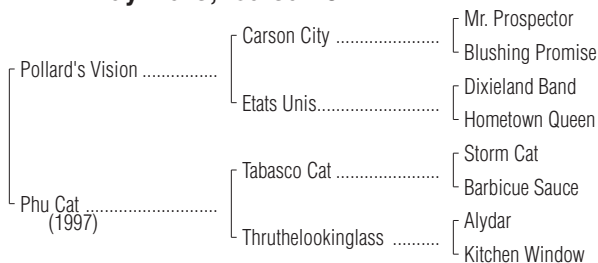 Mr. Prospector
Carson City ..................
Blushing Promise
Pollard's Vision .............
Dixieland Band
Etats Unis.....................
Hometown Queen
Storm Cat
Tabasco Cat ..................
Barbicue Sauce
Phu Cat .......................
(1997)
Alydar
Thruthelookinglass ..........
Kitchen Window